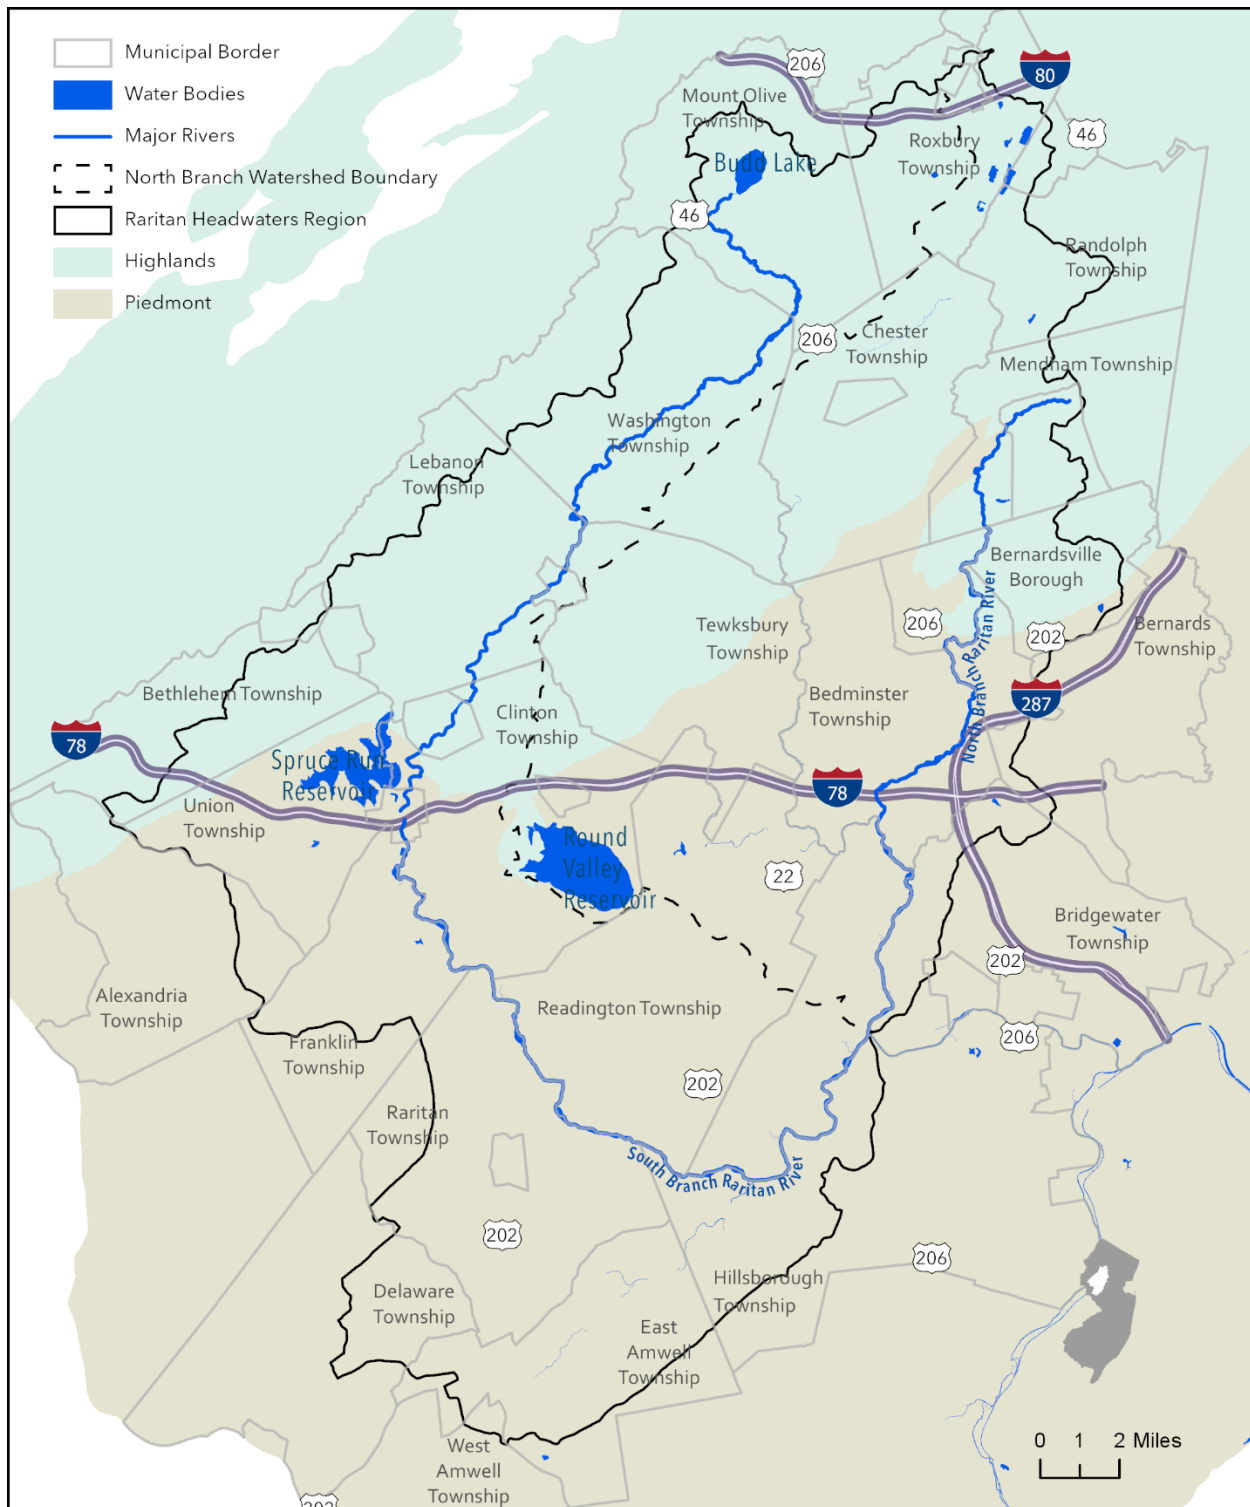 Municipal Border
Water Bodies
Major Rivers
North Branch Watershed Boundary
Raritan Headwaters Region
Highlands
Piedmont
206
80
Mount Olive
Township
Roxbury
Township
46
Budd Lake
46
Randolph
Township
206
Chester
Township
Mendham Township
Washington
Township
Lebanon
Township
Bernardsville
Borough
Tewksbury
Township
206
202
Bernards
Township
North Branch Raritan River
Bethlehem Township
Clinton
Township
Bedminster
Township
287
78
Spruce Run
Reservoir
78
Union
Township
Round
Valley
Reservoir
22
Bridgewater
Township
202
Alexandria
Township
Readington Township
206
Franklin
Township
202
Raritan
Township
South Branch Raritan River
202
206
Delaware
Township
Hillsborough
Township
East
Amwell
Township
West
Amwell
Township
0 1 2 Miles
202